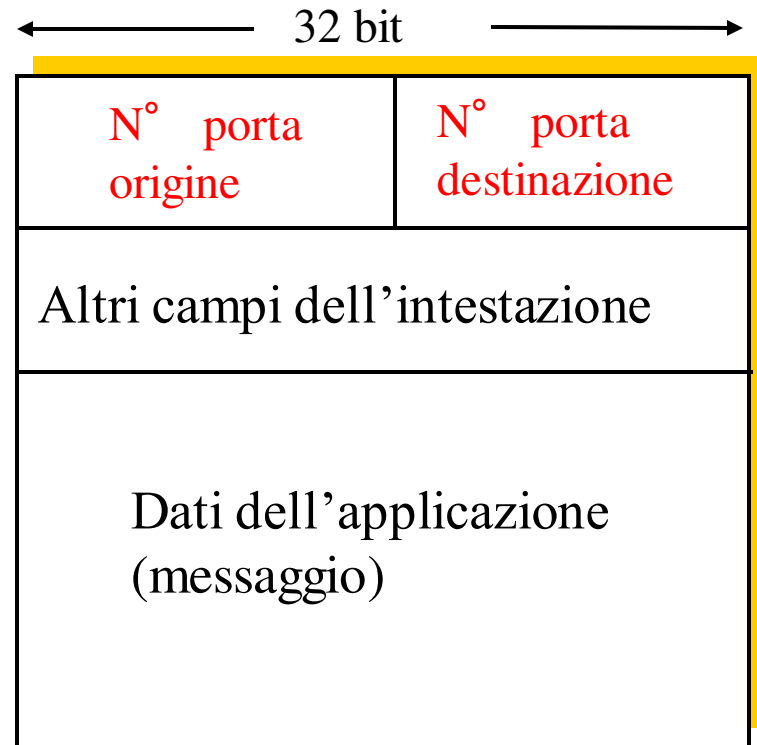 32 bit
N° porta
origine
N° porta
destinazione
Altri campi dell’intestazione
Dati dell’applicazione
(messaggio)